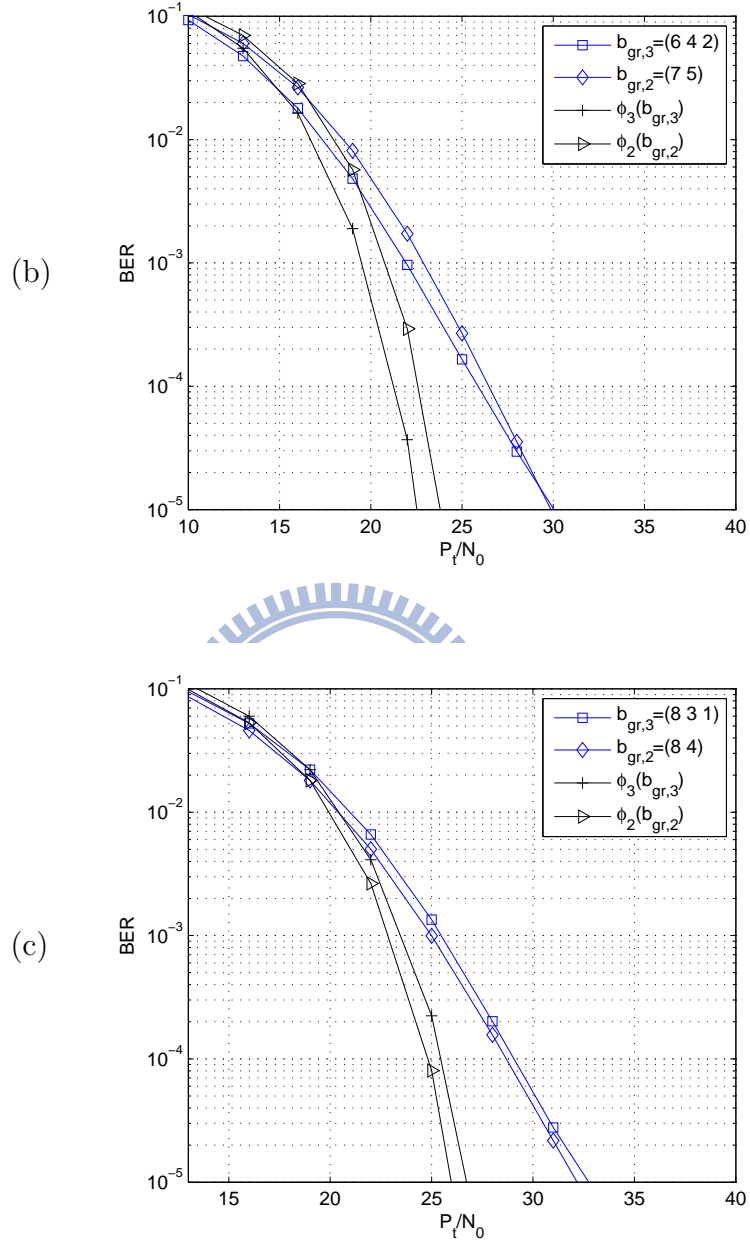 (b)
BER
10^-1
10^-2
10^-3
10^-4
10^-5
10 15 20 25 30 35 40
P_t/N_0
b_gr,3=(6 4 2)
b_gr,2=(7 5)
ϕ_3(b_gr,3)
ϕ_2(b_gr,2)
(c)
BER
10^-1
10^-2
10^-3
10^-4
10^-5
15 20 25 30 35 40
P_t/N_0
b_gr,3=(8 3 1)
b_gr,2=(8 4)
ϕ_3(b_gr,3)
ϕ_2(b_gr,2)